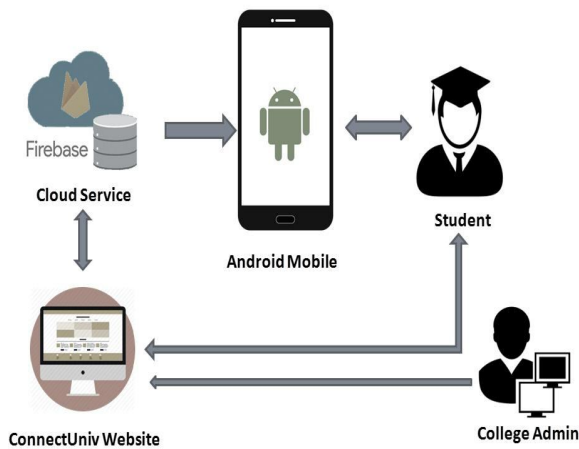 Firebase
Cloud Service
Android Mobile
Student
ConnectUniv Website
College Admin